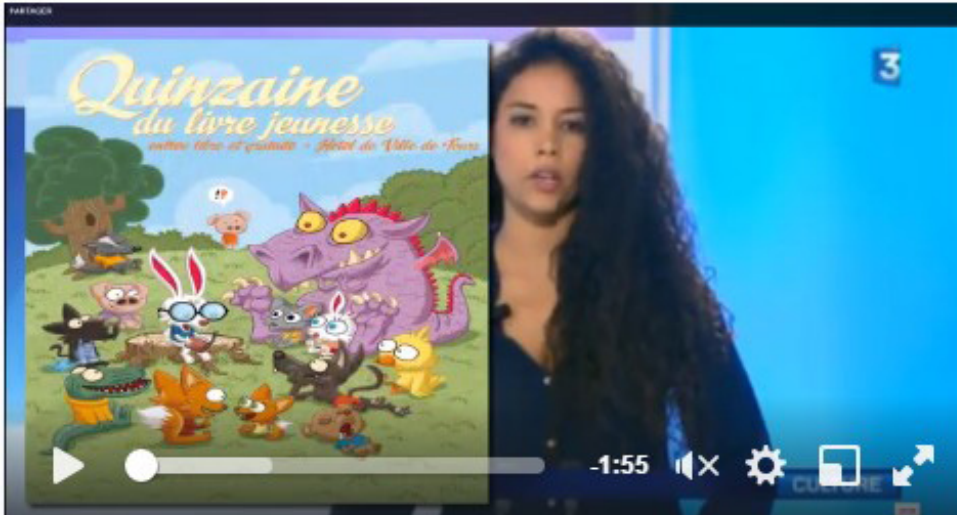 PARTAGER
3
Quinzaine
du livre jeunesse
entrée libre et gratuite - Hôtel de Ville de Tours
!?
-1:55
CULTURE